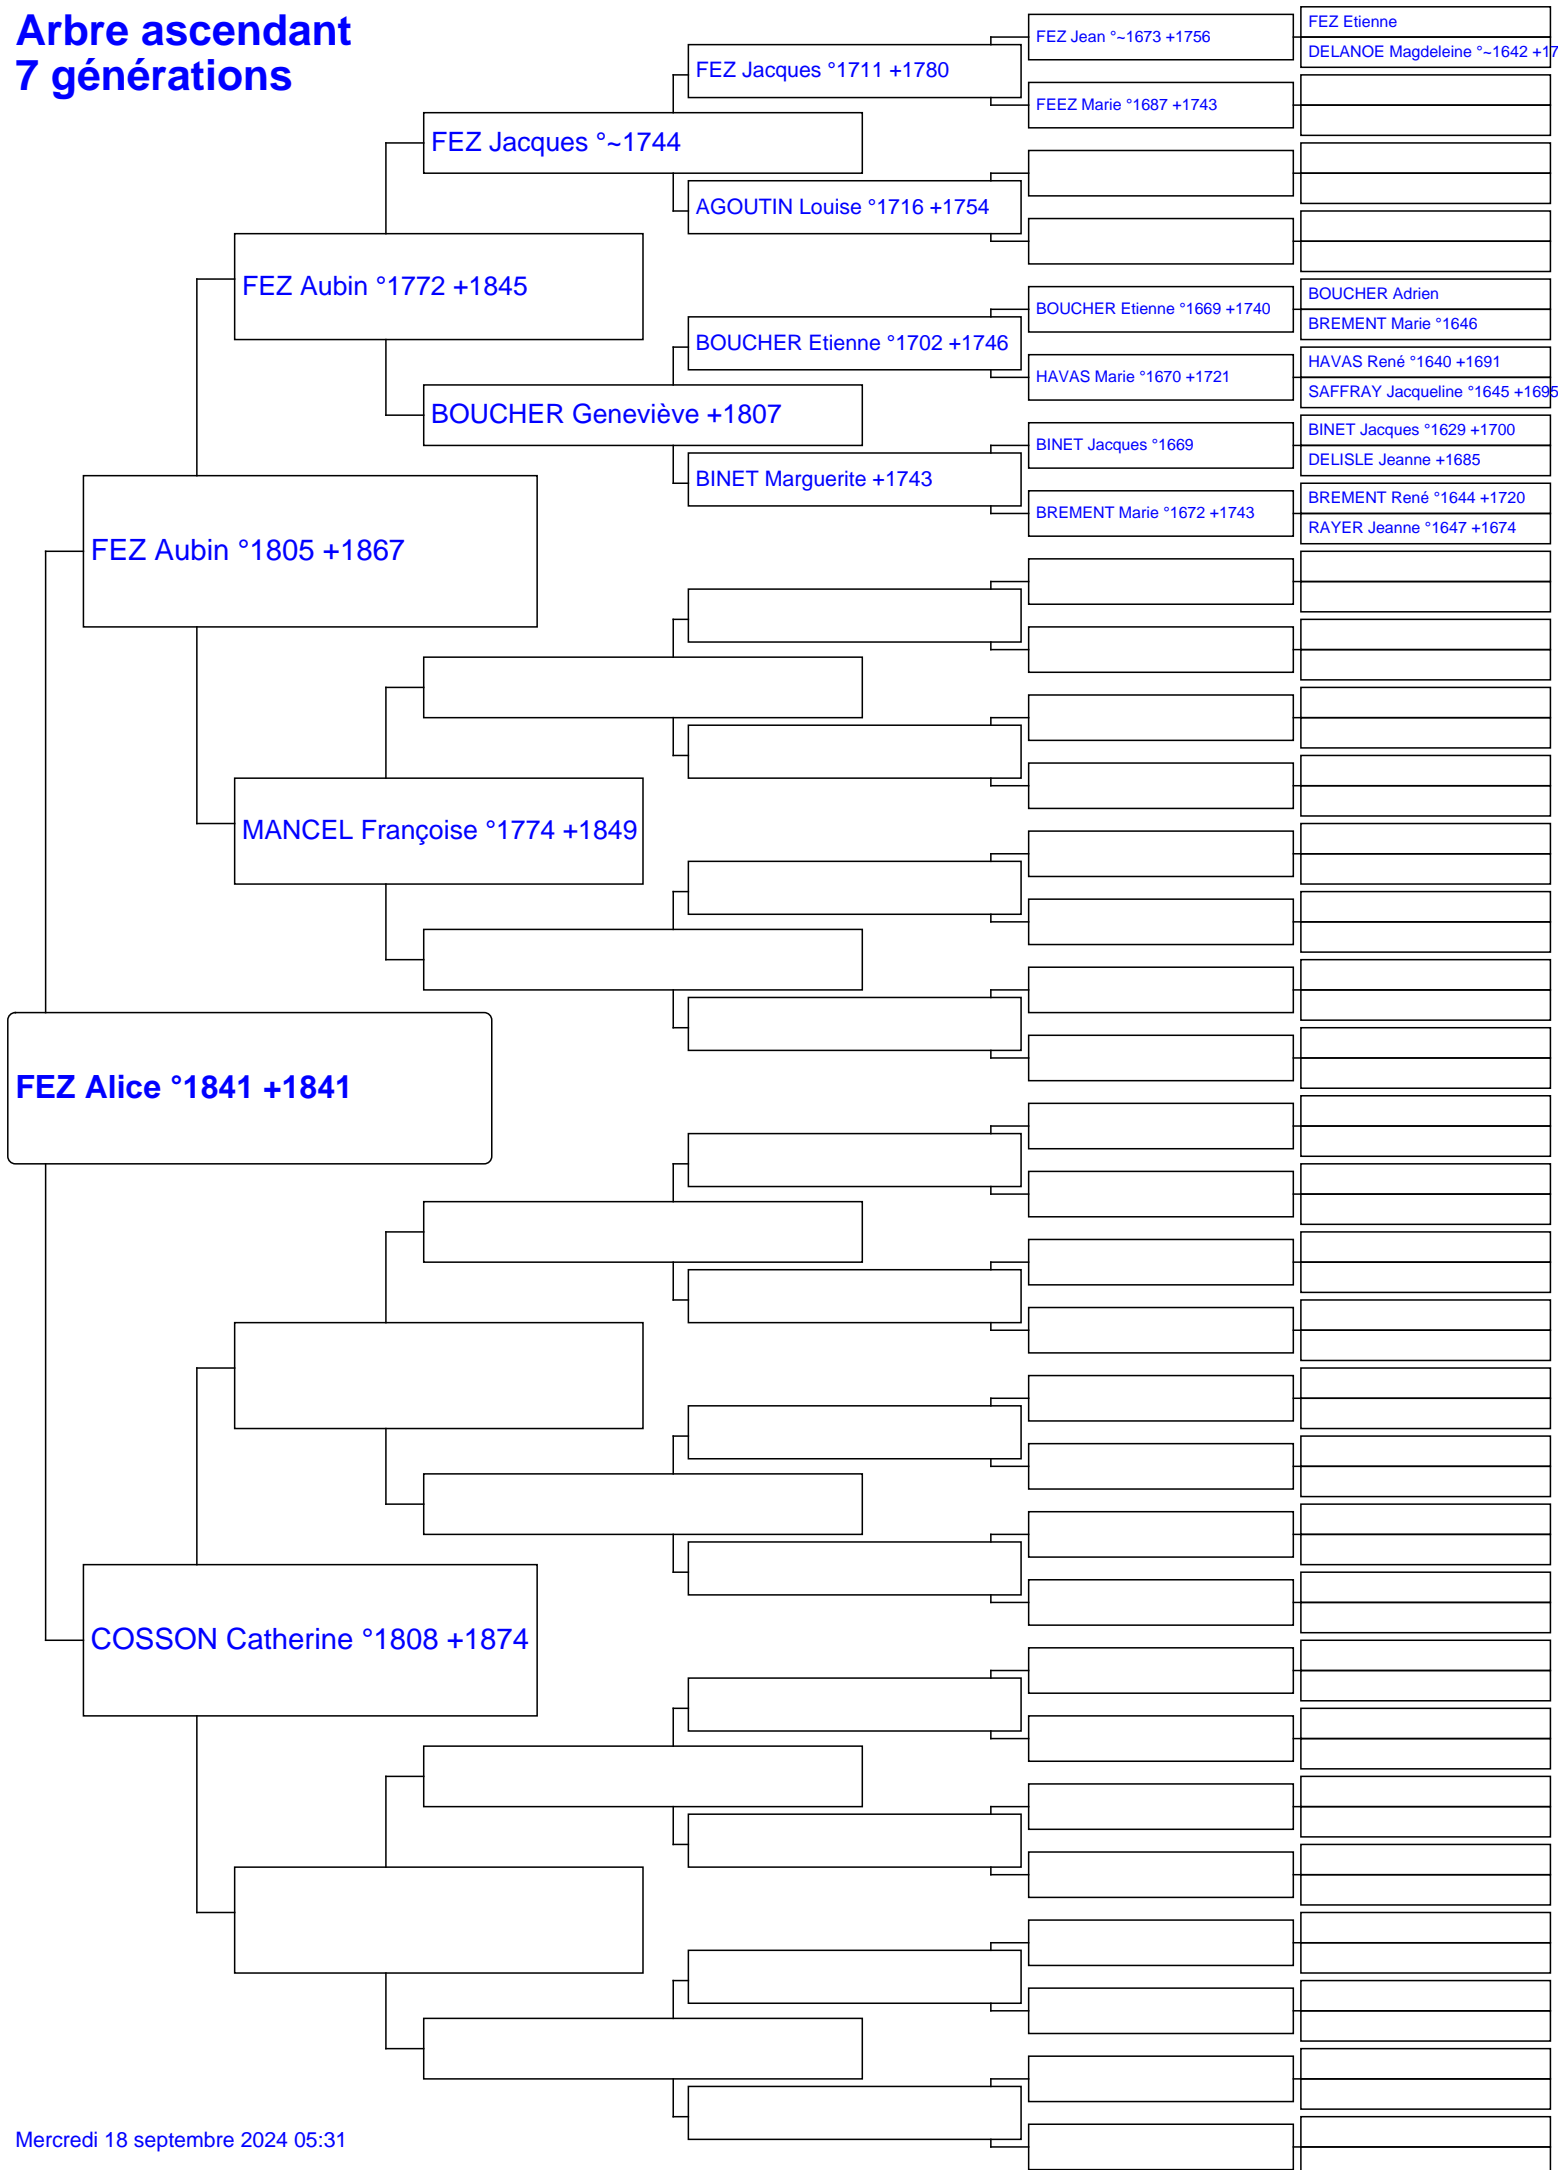 Arbre ascendant
7 générations
FEZ Etienne
FEZ Jean °~1673 +1756
DELANOE Magdeleine °~1642 +17
FEZ Jacques °1711 +1780
FEEZ Marie °1687 +1743
FEZ Jacques °~1744
AGOUTIN Louise °1716 +1754
FEZ Aubin °1772 +1845
BOUCHER Adrien
BOUCHER Etienne °1669 +1740
BREMENT Marie °1646
BOUCHER Etienne °1702 +1746
HAVAS René °1640 +1691
HAVAS Marie °1670 +1721
SAFFRAY Jacqueline °1645 +1695
BOUCHER Geneviève +1807
BINET Jacques °1629 +1700
BINET Jacques °1669
DELISLE Jeanne +1685
BINET Marguerite +1743
BREMENT René °1644 +1720
BREMENT Marie °1672 +1743
RAYER Jeanne °1647 +1674
FEZ Aubin °1805 +1867
MANCEL Françoise °1774 +1849
FEZ Alice °1841 +1841
COSSON Catherine °1808 +1874
Mercredi 18 septembre 2024 05:31